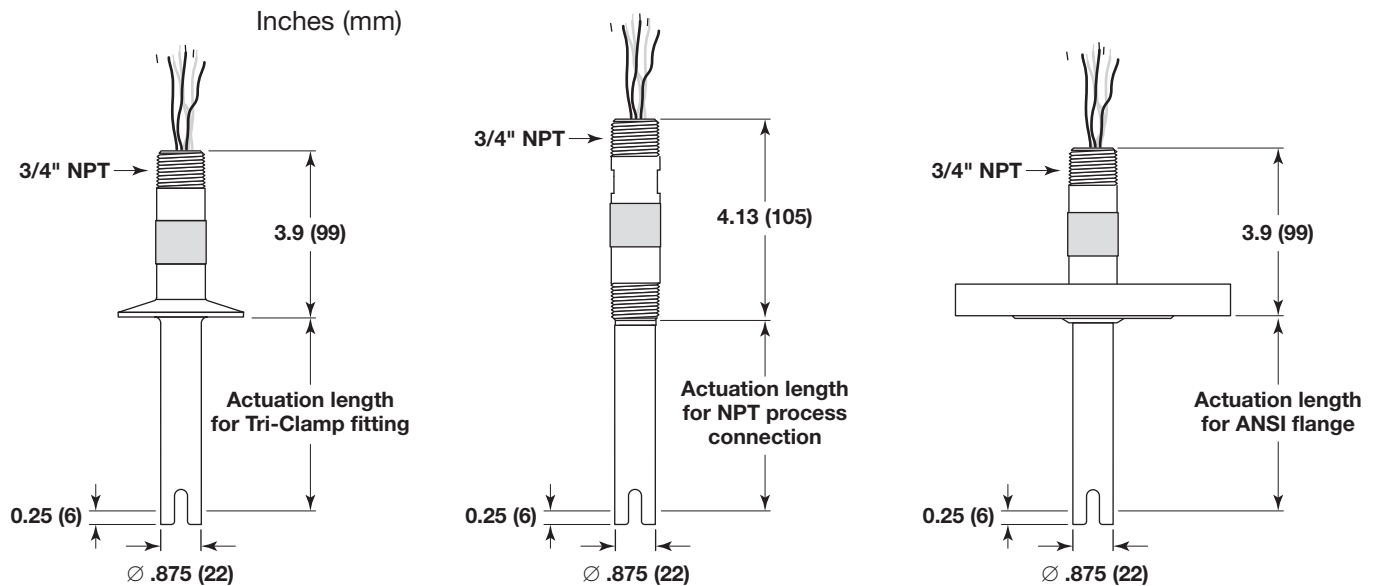 Inches (mm)
3/4" NPT
3.9 (99)
Actuation length
for Tri-Clamp fitting
0.25 (6)
∅ .875 (22)
3/4" NPT
4.13 (105)
Actuation length
for NPT process
connection
0.25 (6)
∅ .875 (22)
3/4" NPT
3.9 (99)
Actuation length
for ANSI flange
0.25 (6)
∅ .875 (22)